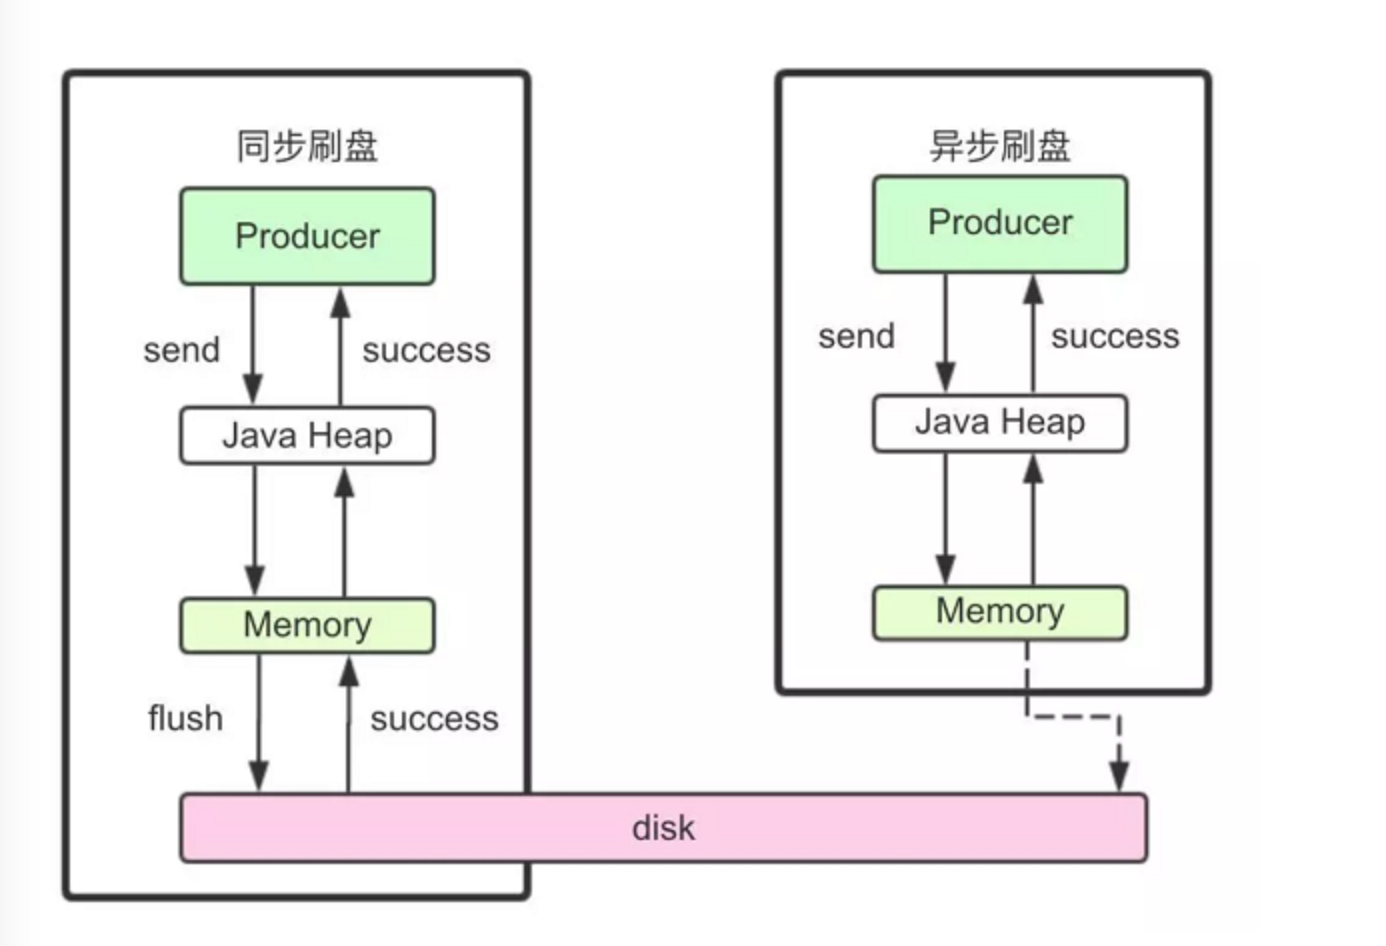 同步刷盘
Producer
send
success
Java Heap
Memory
flush
success
异步刷盘
Producer
send
success
Java Heap
Memory
disk